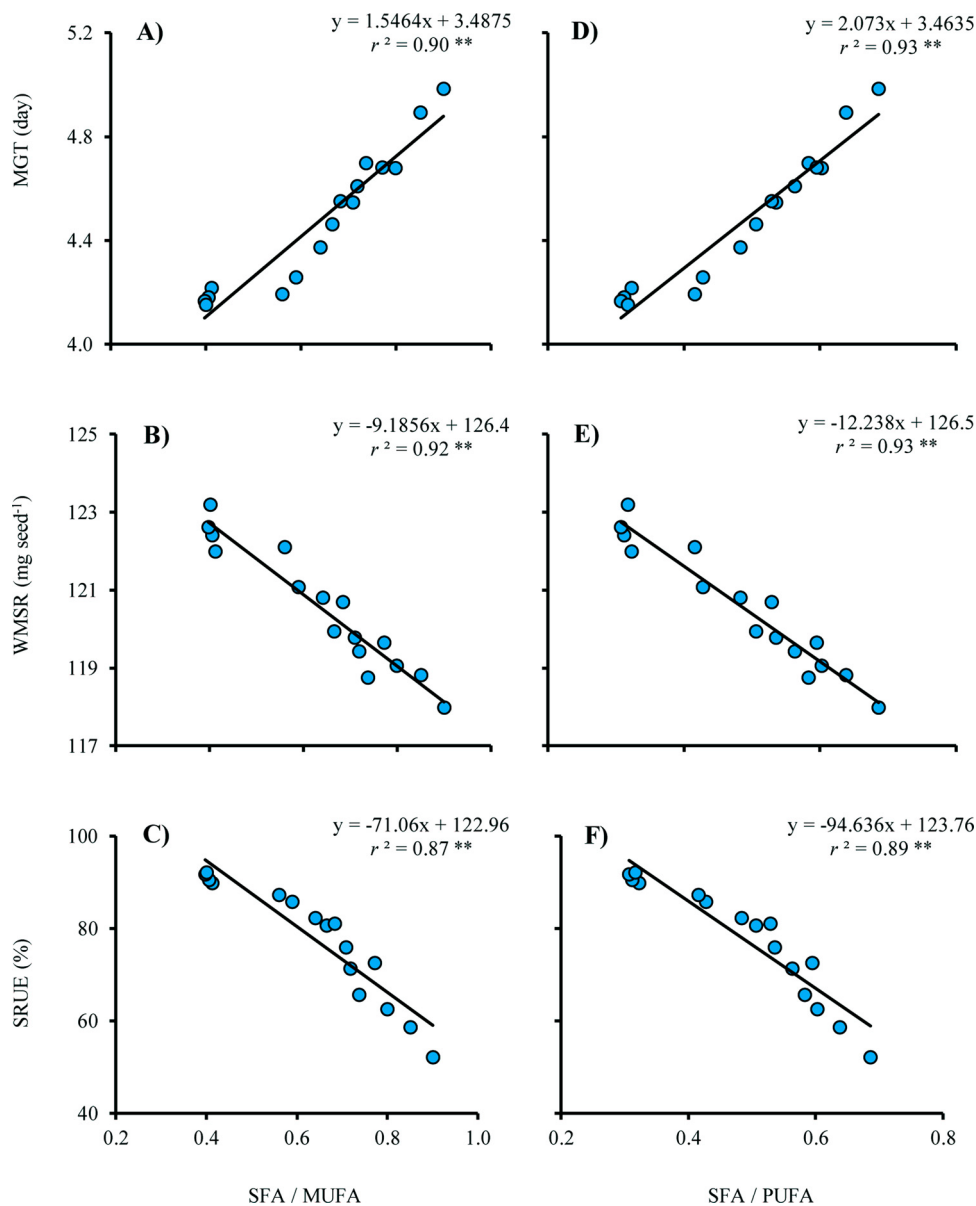 A)
y = 1.5464x + 3.4875
r ² = 0.90 **
D)
y = 2.073x + 3.4635
r ² = 0.93 **
MGT (day)
5.2
4.8
4.4
4.0
B)
y = -9.1856x + 126.4
r ² = 0.92 **
E)
y = -12.238x + 126.5
r ² = 0.93 **
WMSR (mg seed⁻¹)
125
123
121
119
117
C)
y = -71.06x + 122.96
r ² = 0.87 **
F)
y = -94.636x + 123.76
r ² = 0.89 **
SRUE (%)
100
80
60
40
0.2 0.4 0.6 0.8 1.0
0.2 0.4 0.6 0.8
SFA / MUFA
SFA / PUFA